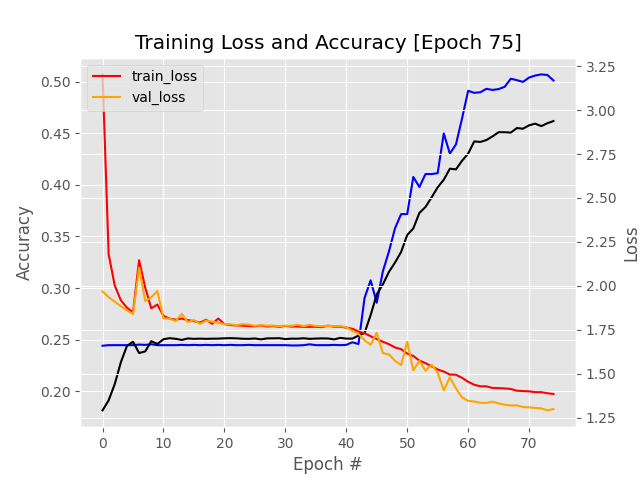 Training Loss and Accuracy [Epoch 75]
train_loss
val_loss
0.50
0.45
0.40
0.35
0.30
0.25
0.20
Accuracy
3.25
3.00
2.75
2.50
2.25
2.00
1.75
1.50
1.25
Loss
0 10 20 30 40 50 60 70
Epoch #